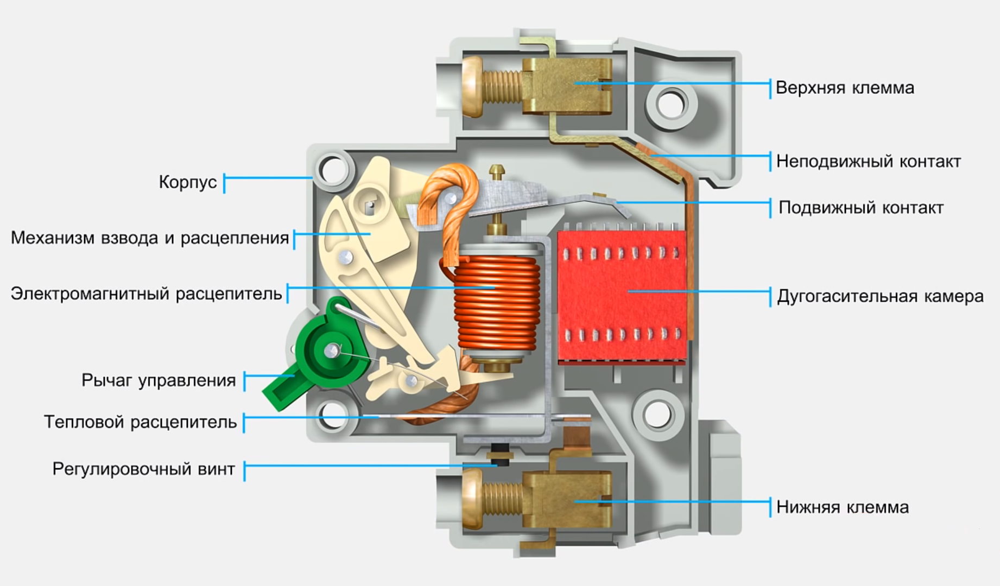 Верхняя клемма
Неподвижный контакт
Корпус
Подвижный контакт
Механизм взвода и расцепления
Электромагнитный расцепитель
Дугогасительная камера
Рычаг управления
Тепловой расцепитель
Регулировочный винт
Нижняя клемма